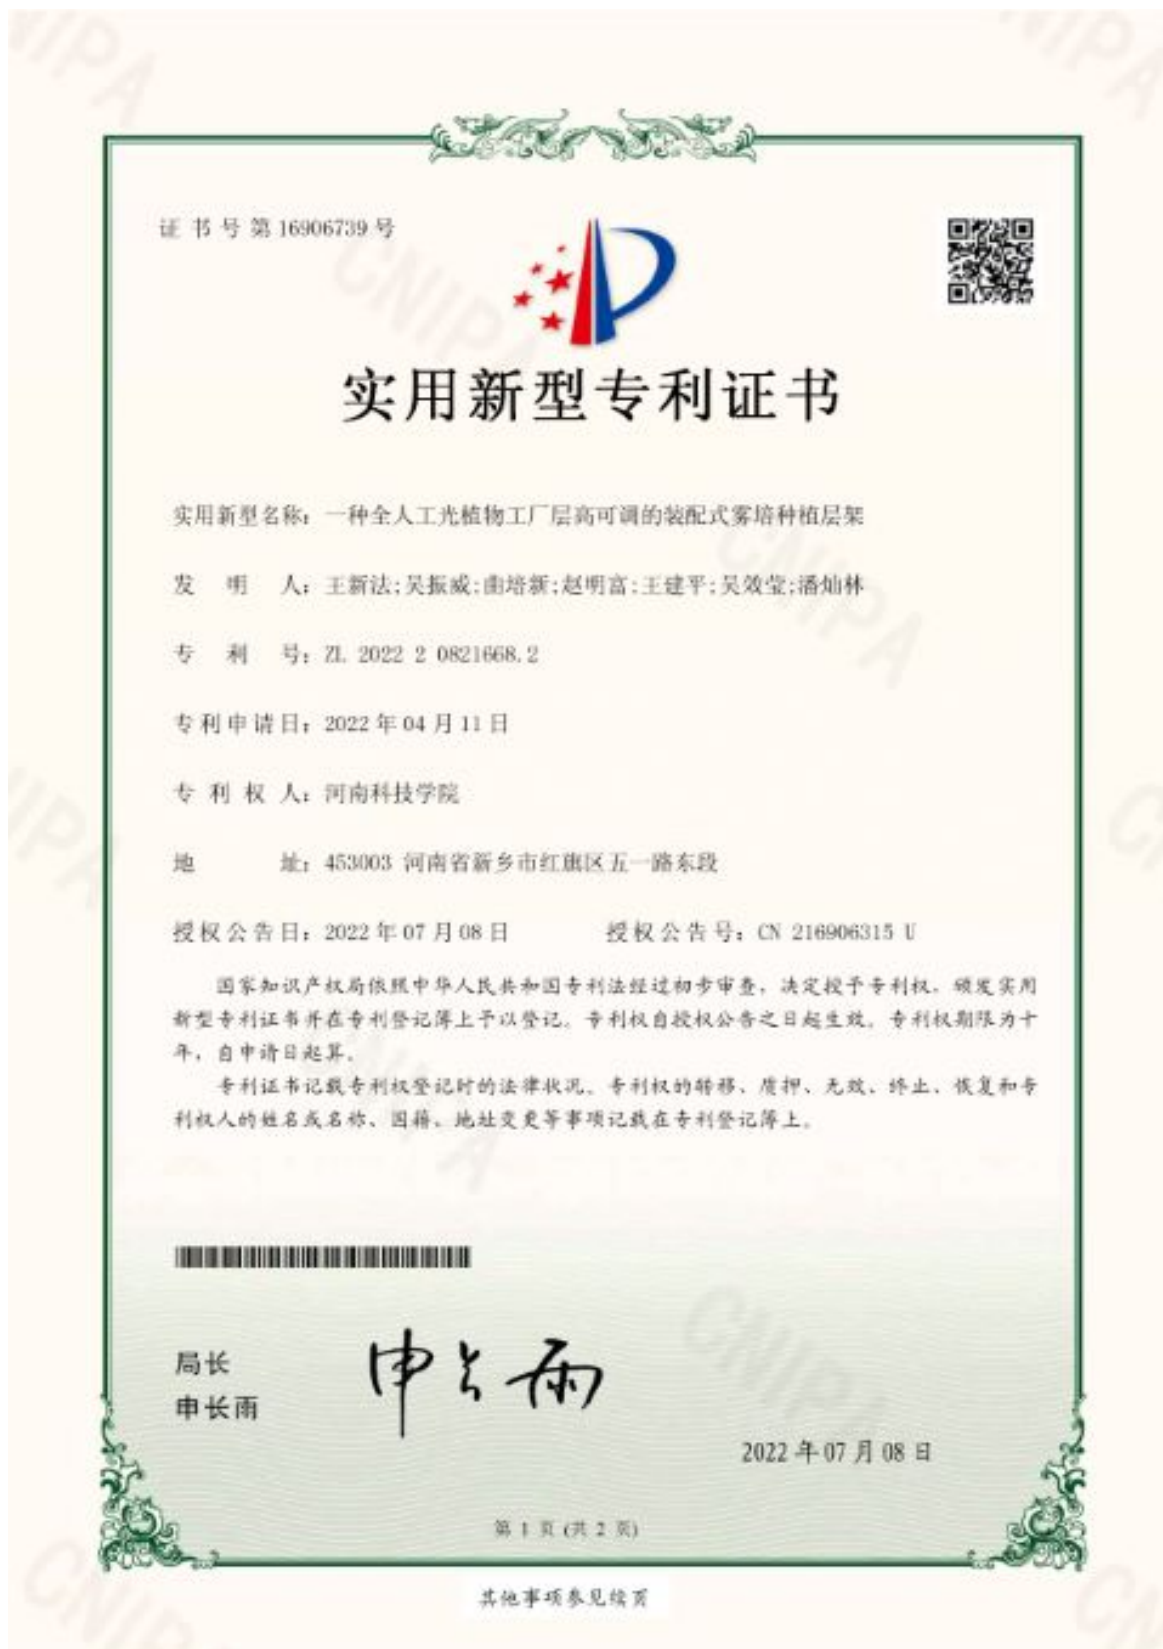 证书号第16906739号
实用新型专利证书
实用新型名称：一种全人工光植物工厂层高可调的装配式雾培种植层架
发明人：王新法;吴振威;曲培新;赵明富;王建平;吴效莹;潘灿林
专利号：ZL 2022 2 0821668.2
专利申请日：2022年04月11日
专利权人：河南科技学院
地址：453003 河南省新乡市红旗区五一路东段
授权公告日：2022年07月08日 授权公告号：CN 216906315 U
国家知识产权局依照中华人民共和国专利法经过初步审查，决定授予专利权，颁发实用
新型专利证书并在专利登记簿上予以登记。专利权自授权公告之日起生效。专利权期限为十
年，自申请日起算。
专利证书记载专利权登记时的法律状况。专利权的转移、质押、无效、终止、恢复和专
利权人的姓名或名称、国籍、地址变更等事项记载在专利登记簿上。
局长
申长雨
申长雨
2022年07月08日
第 1 页 (共 2 页)
其他事项参见续页
CNIPA